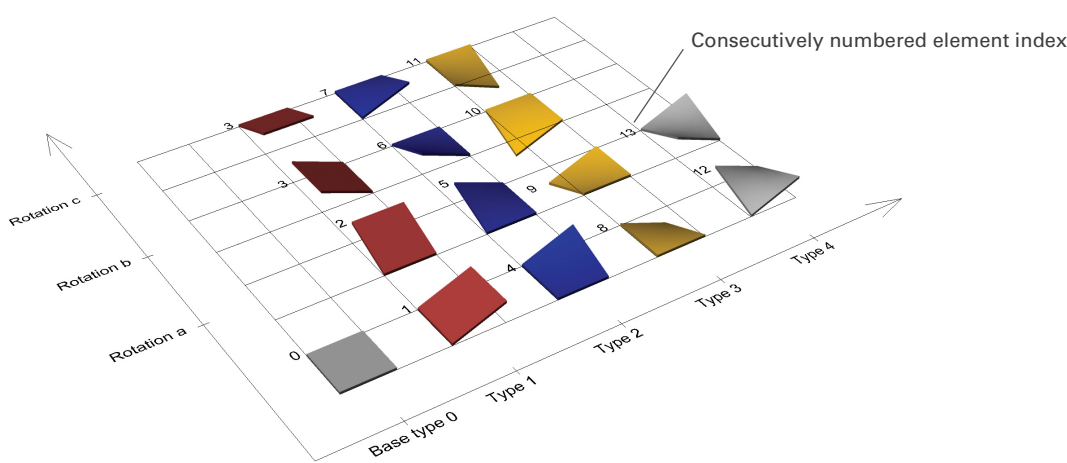 Consecutively numbered element index
11
7
3
10
13
6
3
5
9
12
2
8
4
1
0
Rotation c
Rotation b
Rotation a
Type 4
Type 3
Type 2
Type 1
Base type 0